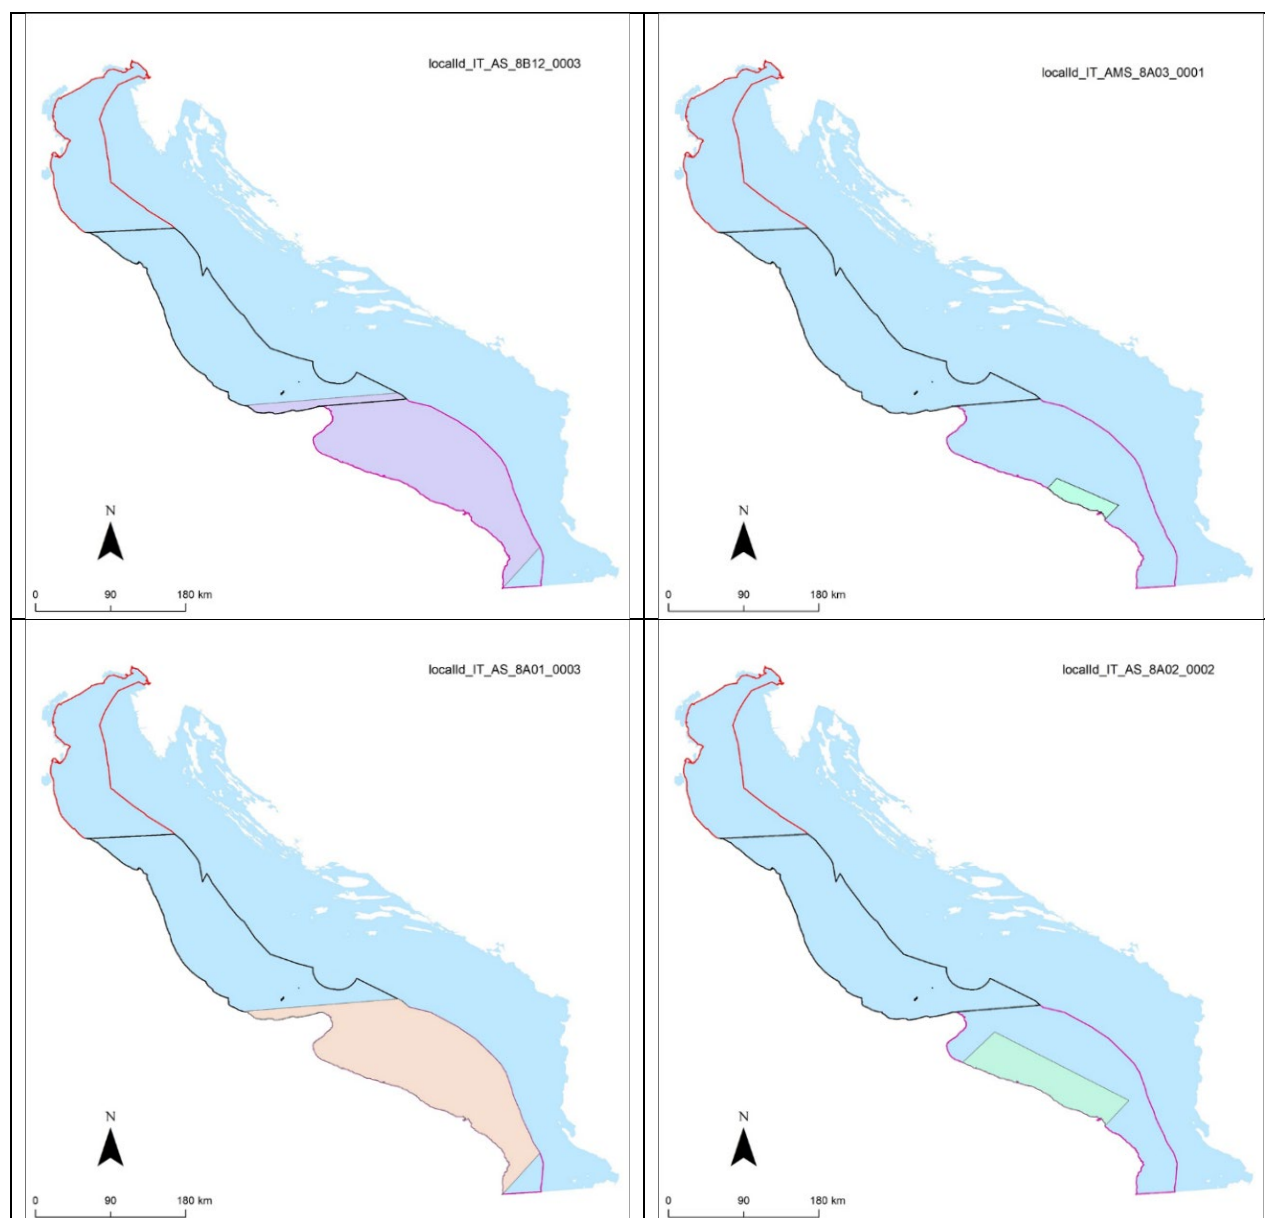 localId_IT_AS_8B12_0003
N
0 90 180 km
localId_IT_AMS_8A03_0001
N
0 90 180 km
localId_IT_AS_8A01_0003
N
0 90 180 km
localId_IT_AS_8A02_0002
N
0 90 180 km